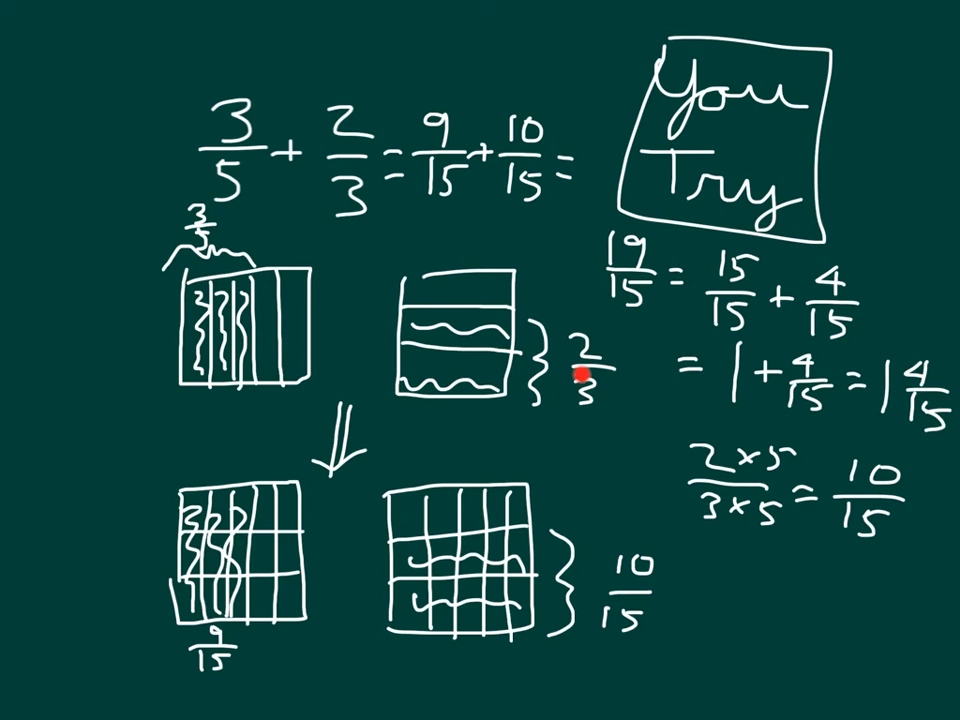 You
Try
3/5 + 2/3 = 9/15 + 10/15 =
3/5
19/15 = 15/15 + 4/15
2/3
= 1 + 4/15 = 1 4/15
2×5/3×5 = 10/15
10/15
9/15